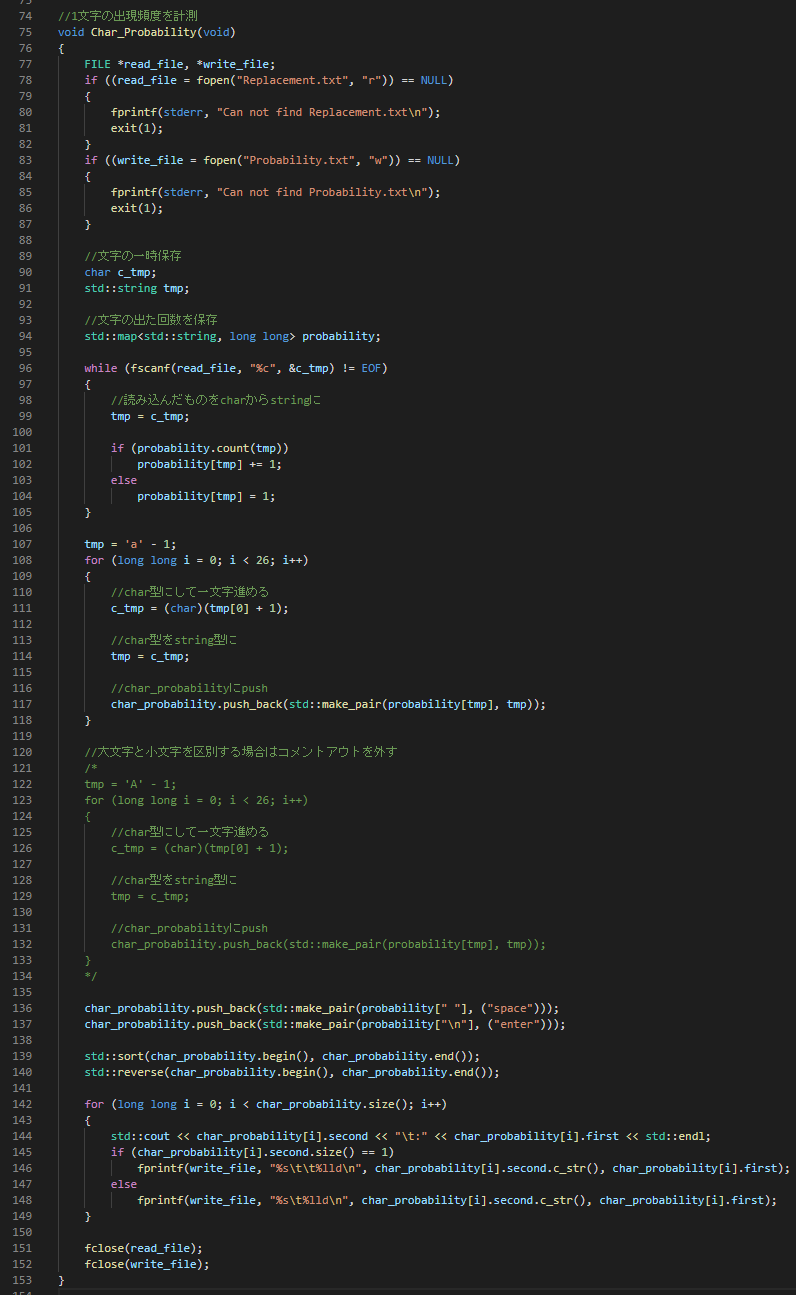 74 //1文字の出現頻度を計測
75 void Char_Probability(void)
76 {
77 FILE *read_file, *write_file;
78 if ((read_file = fopen("Replacement.txt", "r")) == NULL)
79 {
80 fprintf(stderr, "Can not find Replacement.txt\n");
81 exit(1);
82 }
83 if ((write_file = fopen("Probability.txt", "w")) == NULL)
84 {
85 fprintf(stderr, "Can not find Probability.txt\n");
86 exit(1);
87 }
88
89 //文字の一時保存
90 char c_tmp;
91 std::string tmp;
92
93 //文字の出た回数を保存
94 std::map<std::string, long long> probability;
95
96 while (fscanf(read_file, "%c", &c_tmp) != EOF)
97 {
98 //読み込んだものをcharからstringに
99 tmp = c_tmp;
100
101 if (probability.count(tmp))
102 probability[tmp] += 1;
103 else
104 probability[tmp] = 1;
105 }
106
107 tmp = 'a' - 1;
108 for (long long i = 0; i < 26; i++)
109 {
110 //char型にして一文字進める
111 c_tmp = (char)(tmp[0] + 1);
112
113 //char型をstring型に
114 tmp = c_tmp;
115
116 //char_probabilityにpush
117 char_probability.push_back(std::make_pair(probability[tmp], tmp));
118 }
119
120 //大文字と小文字を区別する場合はコメントアウトを外す
121 /*
122 tmp = 'A' - 1;
123 for (long long i = 0; i < 26; i++)
124 {
125 //char型にして一文字進める
126 c_tmp = (char)(tmp[0] + 1);
127
128 //char型をstring型に
129 tmp = c_tmp;
130
131 //char_probabilityにpush
132 char_probability.push_back(std::make_pair(probability[tmp], tmp));
133 }
134 */
135
136 char_probability.push_back(std::make_pair(probability[" "], ("space")));
137 char_probability.push_back(std::make_pair(probability["\n"], ("enter")));
138
139 std::sort(char_probability.begin(), char_probability.end());
140 std::reverse(char_probability.begin(), char_probability.end());
141
142 for (long long i = 0; i < char_probability.size(); i++)
143 {
144 std::cout << char_probability[i].second << "\t:" << char_probability[i].first << std::endl;
145 if (char_probability[i].second.size() == 1)
146 fprintf(write_file, "%s\t\t%lld\n", char_probability[i].second.c_str(), char_probability[i].first);
147 else
148 fprintf(write_file, "%s\t%lld\n", char_probability[i].second.c_str(), char_probability[i].first);
149 }
150
151 fclose(read_file);
152 fclose(write_file);
153 }